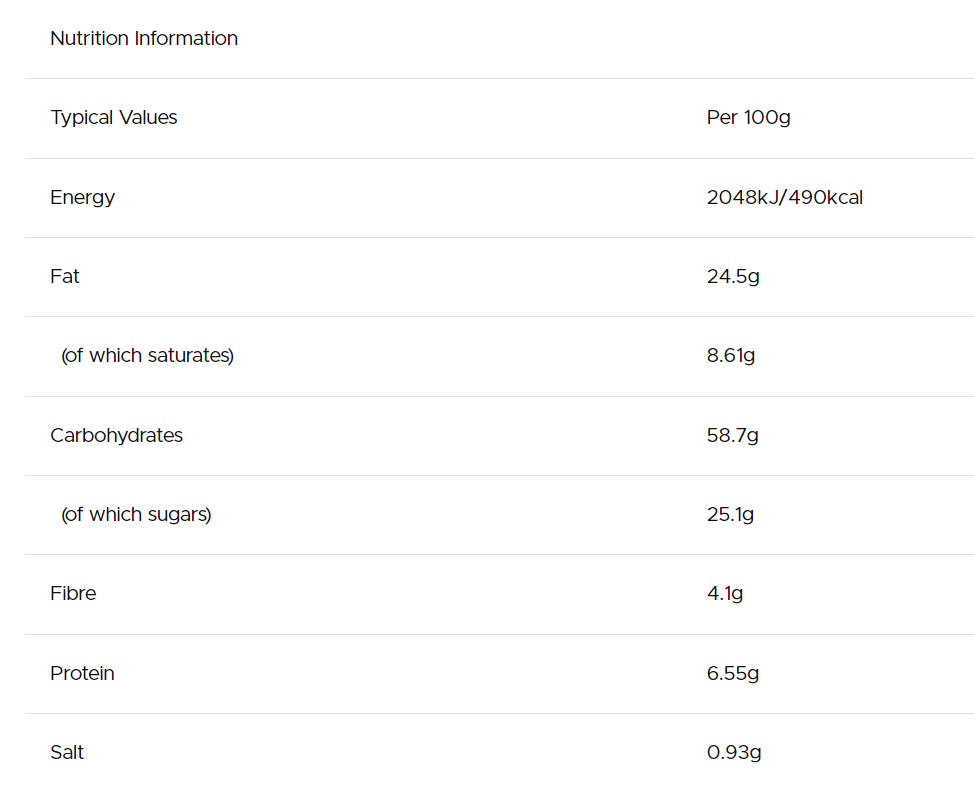 Nutrition Information
Typical Values Per 100g
Energy 2048kJ/490kcal
Fat 24.5g
(of which saturates) 8.61g
Carbohydrates 58.7g
(of which sugars) 25.1g
Fibre 4.1g
Protein 6.55g
Salt 0.93g